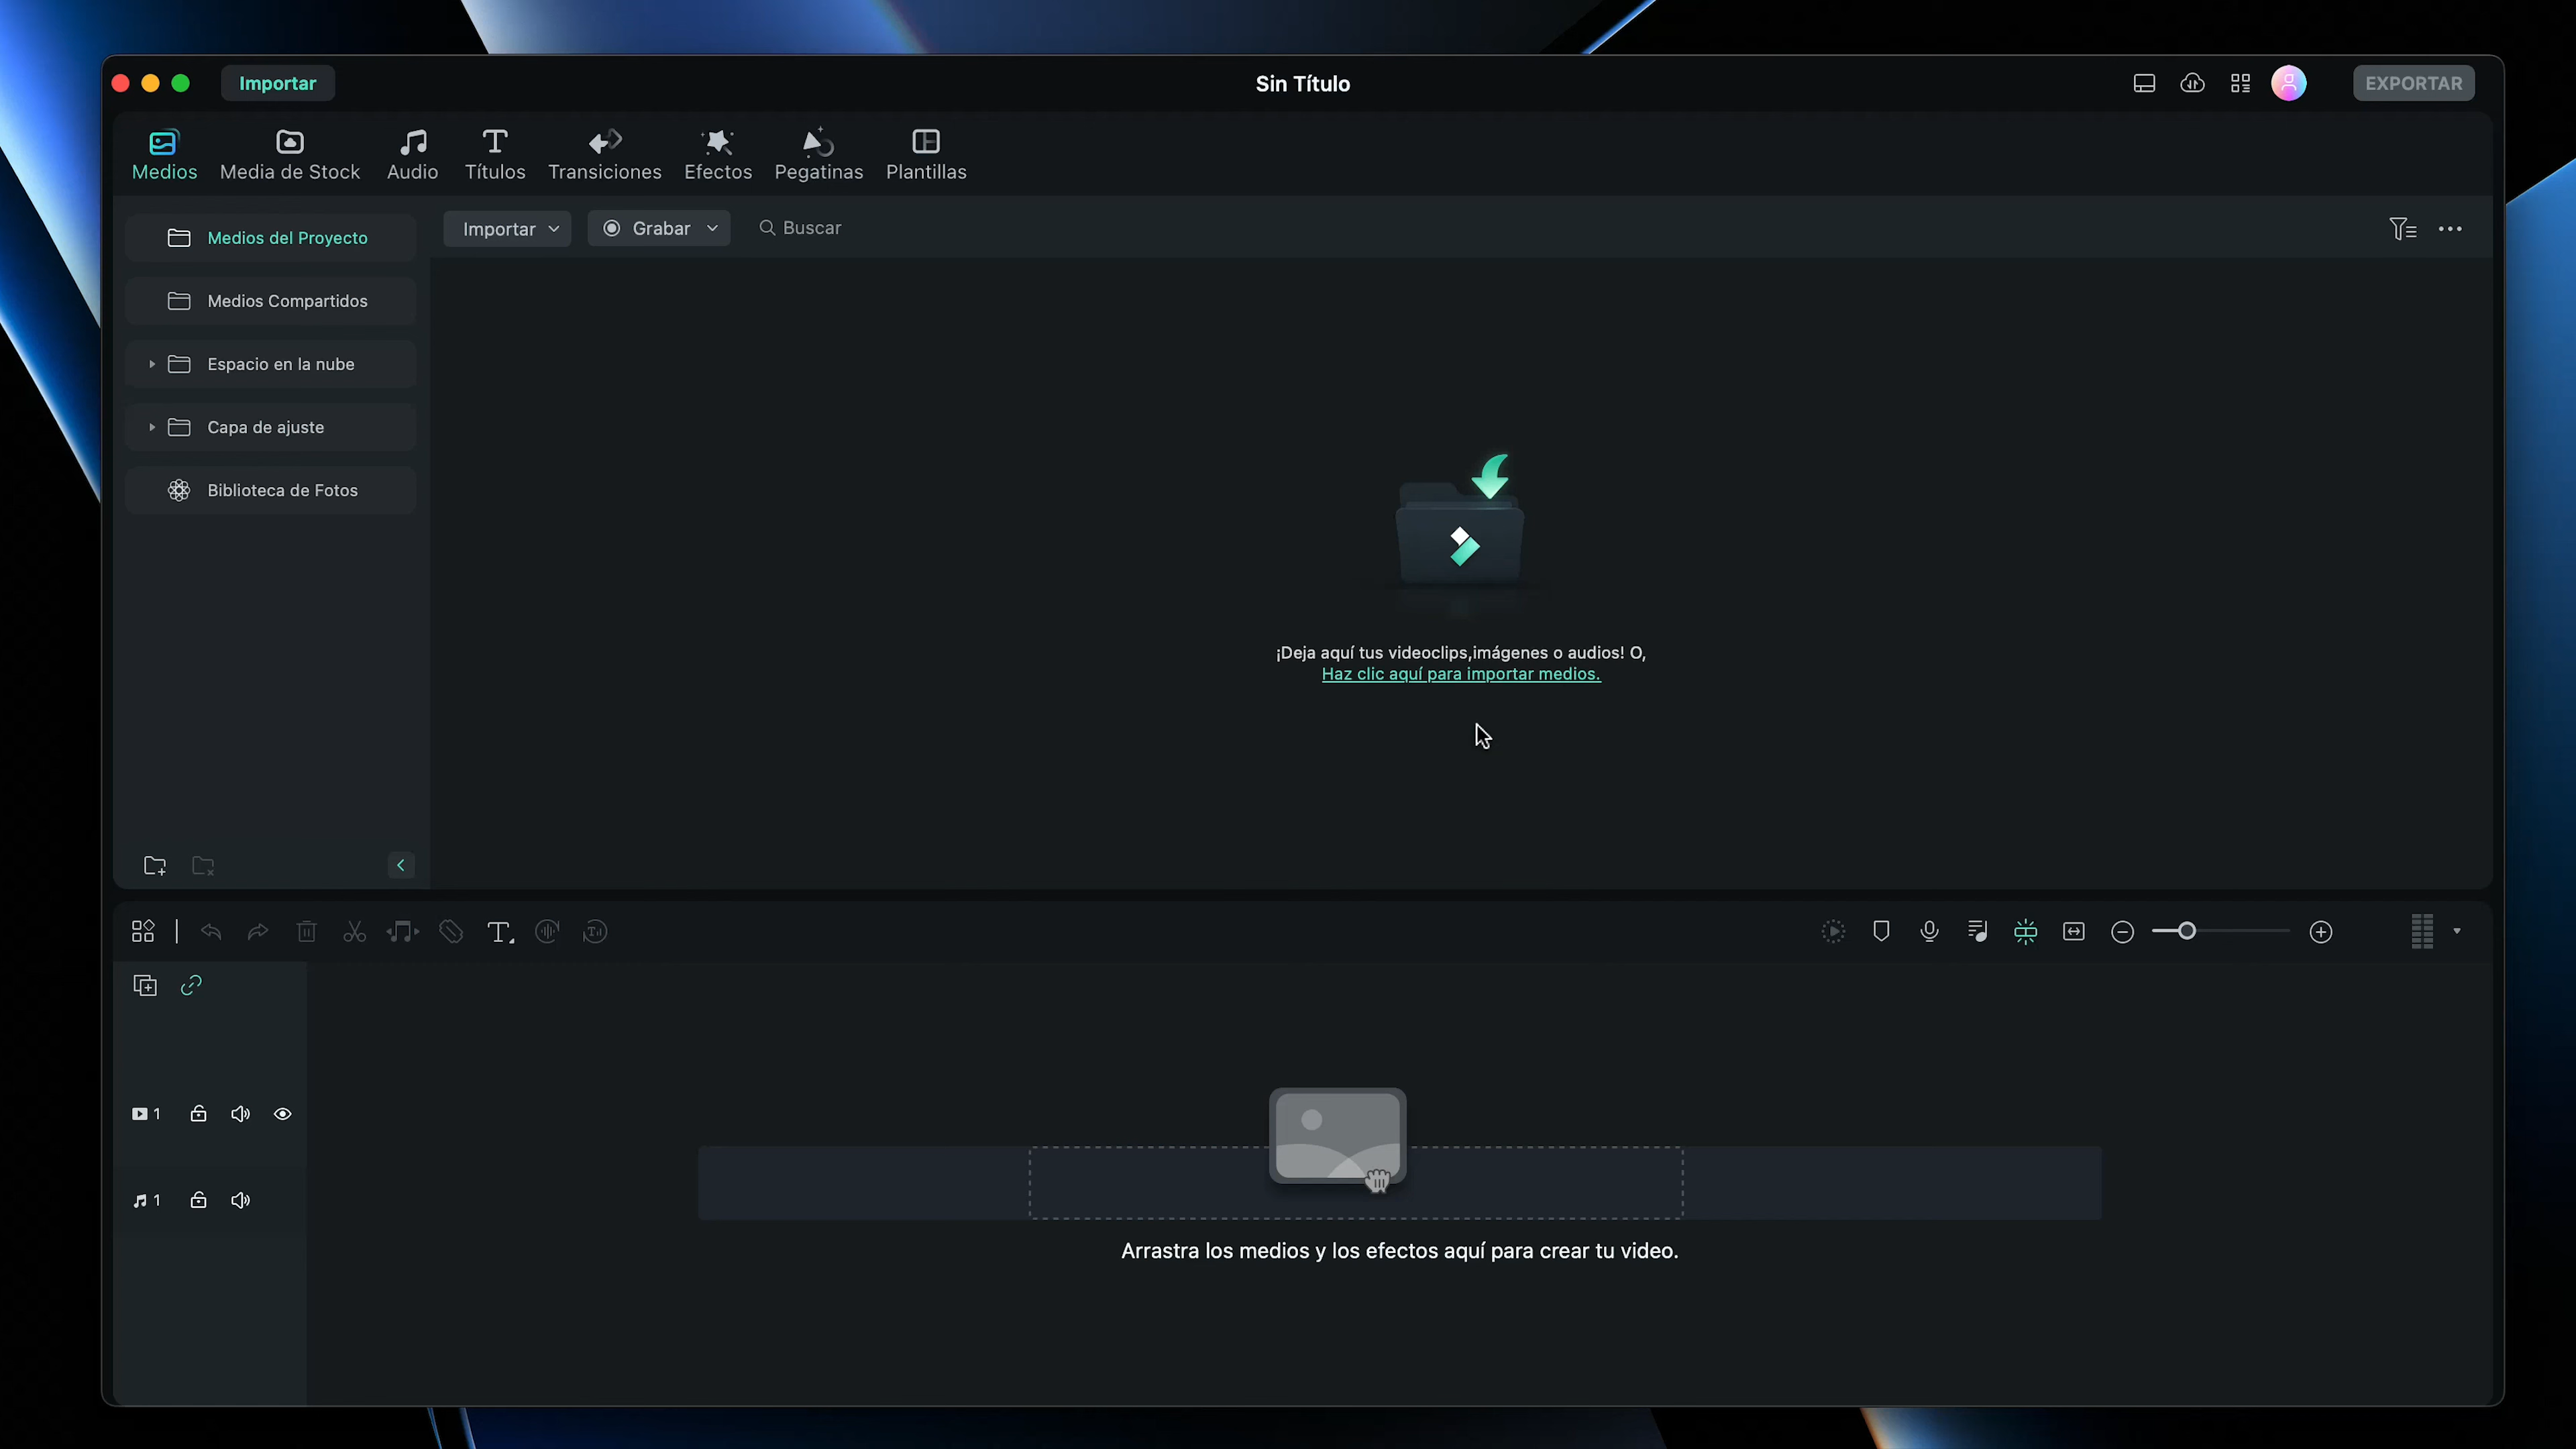 Importar
Sin Título
EXPORTAR
Medios
Media de Stock
Audio
Títulos
Transiciones
Efectos
Pegatinas
Plantillas
Medios del Proyecto
Medios Compartidos
Espacio en la nube
Capa de ajuste
Biblioteca de Fotos
Importar
Grabar
Buscar
¡Deja aquí tus videoclips,imágenes o audios! O,
Haz clic aquí para importar medios.
1
1
Arrastra los medios y los efectos aquí para crear tu video.